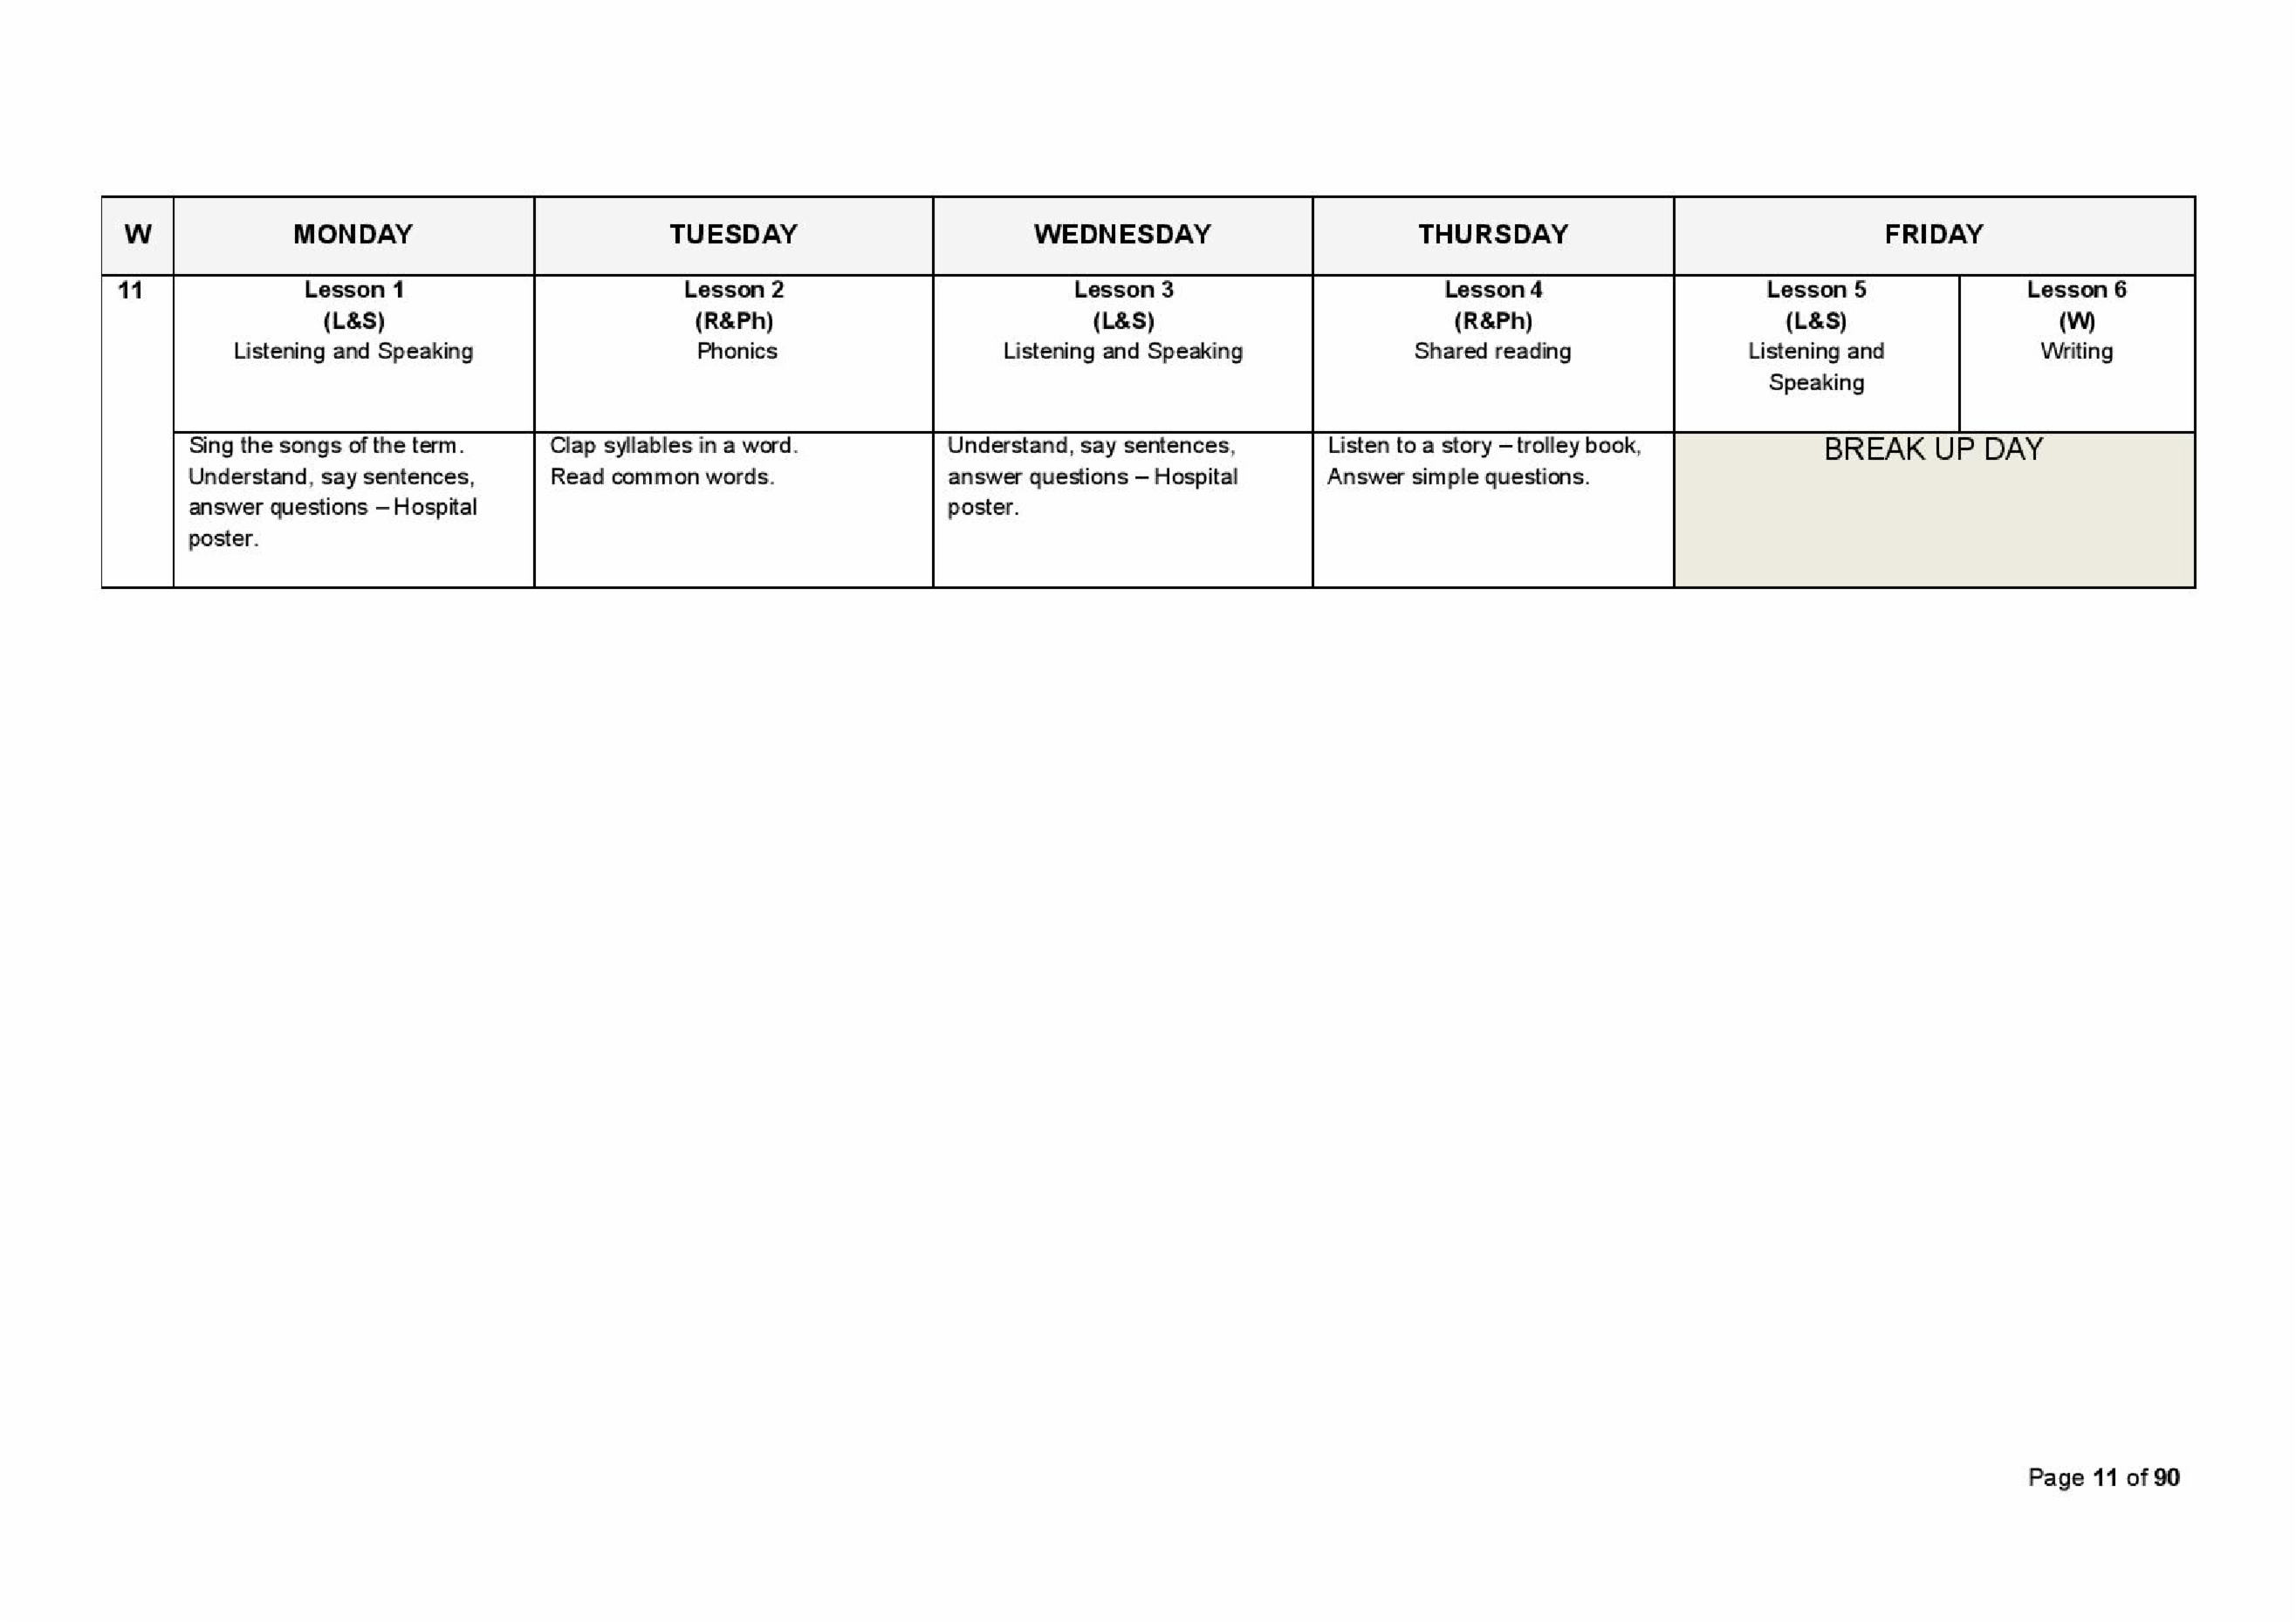 W MONDAY TUESDAY WEDNESDAY THURSDAY FRIDAY
11
Lesson 1
(L&S)
Listening and Speaking
Lesson 2
(R&Ph)
Phonics
Lesson 3
(L&S)
Listening and Speaking
Lesson 4
(R&Ph)
Shared reading
Lesson 5
(L&S)
Listening and
Speaking
Lesson 6
(W)
Writing
Sing the songs of the term.
Understand, say sentences,
answer questions – Hospital
poster.
Clap syllables in a word.
Read common words.
Understand, say sentences,
answer questions – Hospital
poster.
Listen to a story – trolley book,
Answer simple questions.
BREAK UP DAY
Page 11 of 90